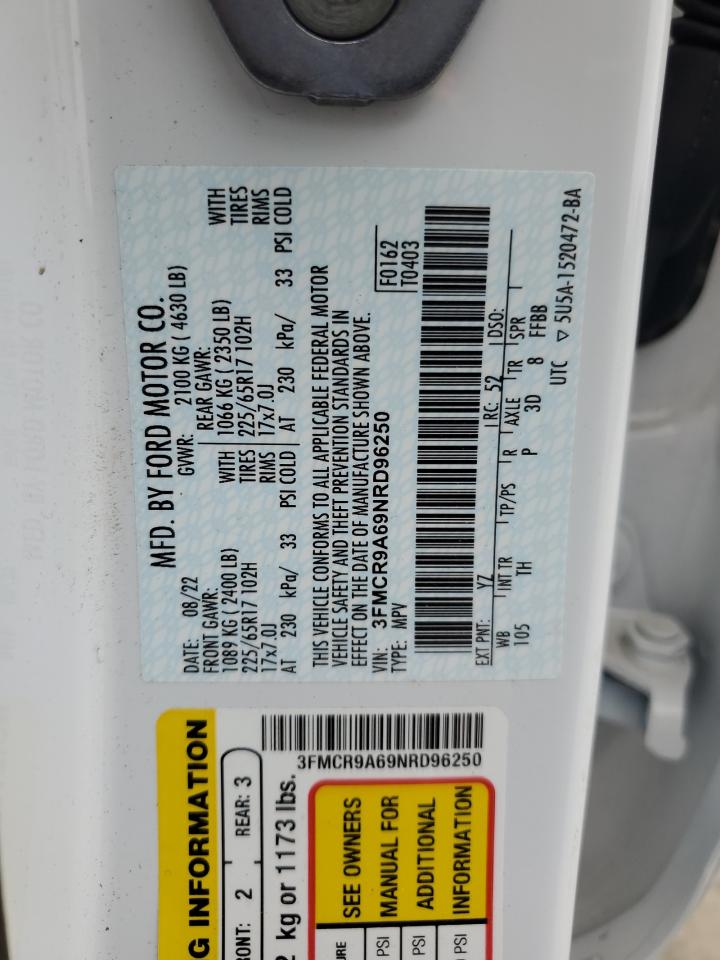 MFD. BY FORD MOTOR CO.
DATE: 08/22 GVWR: 2100 KG ( 4630 LB)
FRONT GAWR: REAR GAWR:
1089 KG ( 2400 LB) WITH 1066 KG ( 2350 LB) WITH
225/65R17 102H TIRES 225/65R17 102H TIRES
17x7.0J RIMS 17x7.0J RIMS
AT 230 kPa/ 33 PSI COLD AT 230 kPa/ 33 PSI COLD
THIS VEHICLE CONFORMS TO ALL APPLICABLE FEDERAL MOTOR
VEHICLE SAFETY AND THEFT PREVENTION STANDARDS IN
EFFECT ON THE DATE OF MANUFACTURE SHOWN ABOVE.
VIN: 3FMCR9A69NRD96250 F0162
TYPE: MPV T0403
EXT PNT: YZ RC: 52 DSO:
WB INT TR TP/PS R AXLE TR SPR
105 TH P 3D 8 FFBB
UTC ▽ 5U5A-1520472-BA
G INFORMATION
RONT: 2 REAR: 3
kg or 1173 lbs.
3FMCR9A69NRD96250
URE SEE OWNERS
PSI MANUAL FOR
PSI ADDITIONAL
PSI INFORMATION